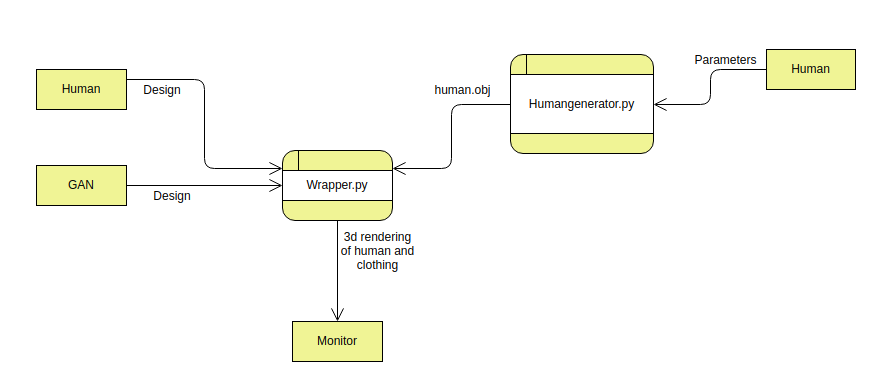 Parameters
Human
Human
Design
human.obj
Humangenerator.py
GAN
Design
Wrapper.py
3d rendering
of human and
clothing
Monitor